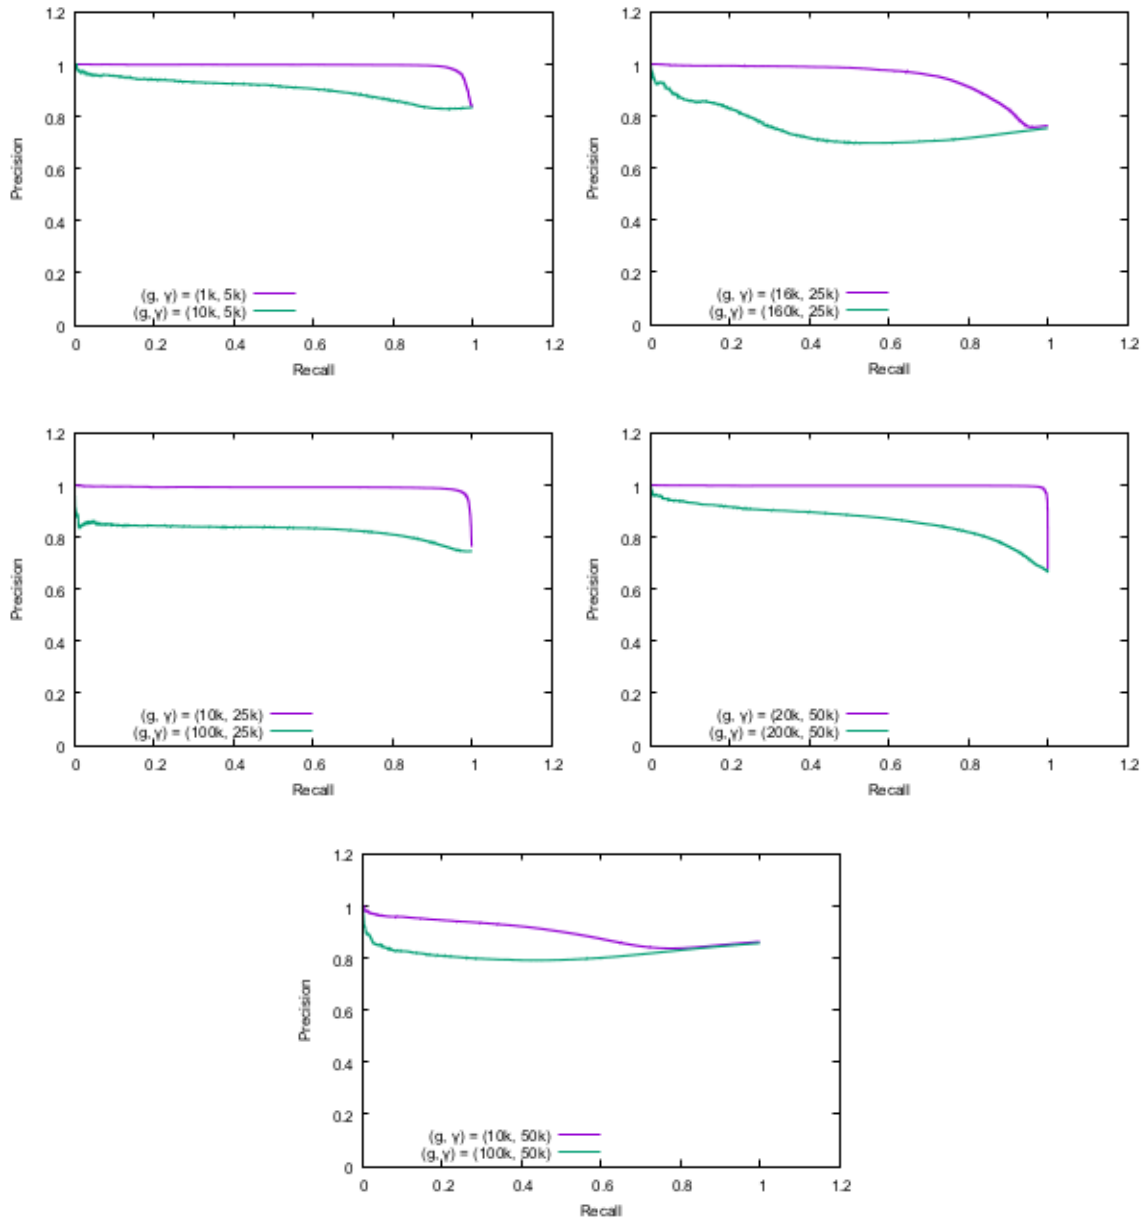 1.2
1
0.8
0.6
0.4
0.2
0
Precision
(g, γ) = (1k, 5k)
(g, γ) = (10k, 5k)
0 0.2 0.4 0.6 0.8 1 1.2
Recall
1.2
1
0.8
0.6
0.4
0.2
0
Precision
(g, γ) = (16k, 25k)
(g, γ) = (160k, 25k)
0 0.2 0.4 0.6 0.8 1 1.2
Recall
1.2
1
0.8
0.6
0.4
0.2
0
Precision
(g, γ) = (10k, 25k)
(g, γ) = (100k, 25k)
0 0.2 0.4 0.6 0.8 1 1.2
Recall
1.2
1
0.8
0.6
0.4
0.2
0
Precision
(g, γ) = (20k, 50k)
(g, γ) = (200k, 50k)
0 0.2 0.4 0.6 0.8 1 1.2
Recall
1.2
1
0.8
0.6
0.4
0.2
0
Precision
(g, γ) = (10k, 50k)
(g, γ) = (100k, 50k)
0 0.2 0.4 0.6 0.8 1 1.2
Recall